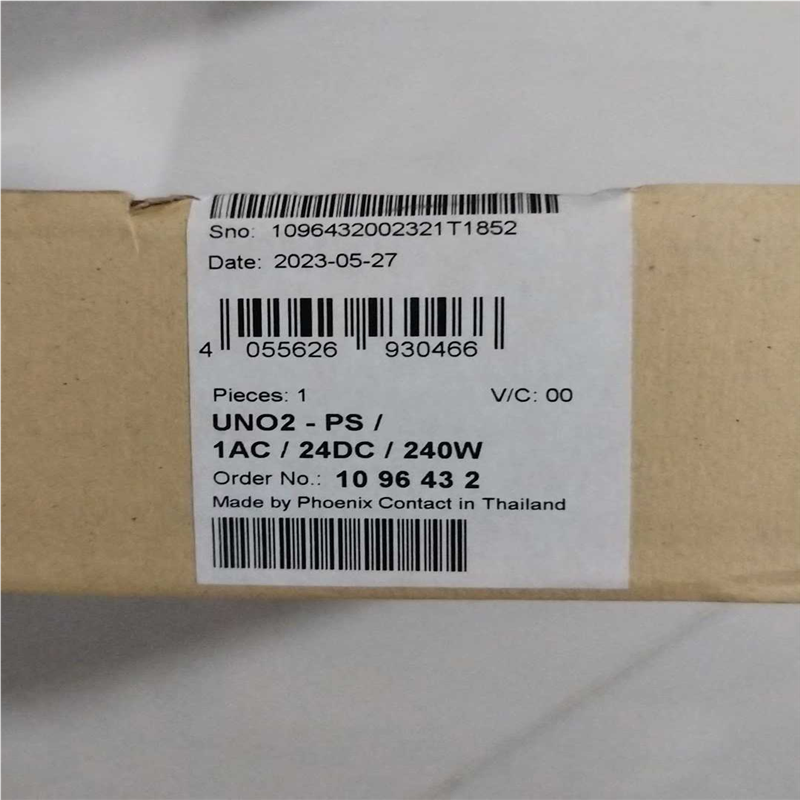 Sno: 1096432002321T1852
Date: 2023-05-27
4 055626 930466
Pieces: 1 V/C: 00
UNO2 - PS /
1AC / 24DC / 240W
Order No.: 10 96 43 2
Made by Phoenix Contact in Thailand